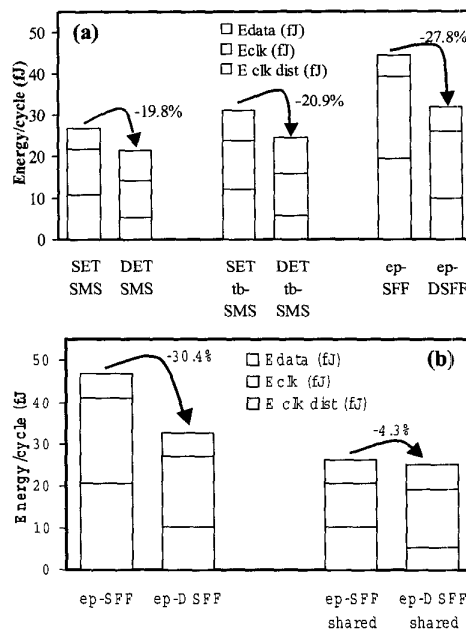 (a)
Edata (fJ)
Eclk (fJ)
E clk dist (fJ)
Energy/cycle (fJ)
50
40
30
20
10
0
-19.8%
-20.9%
-27.8%
SET SMS
DET SMS
SET tb-SMS
DET tb-SMS
ep-SFF
ep-DSFF
(b)
Edata (fJ)
Eclk (fJ)
E clk dist (fJ)
Energy/cycle (fJ
50
40
30
20
10
0
-30.4%
-4.3%
ep-SFF
ep-DSFF
ep-SFF shared
ep-DSFF shared